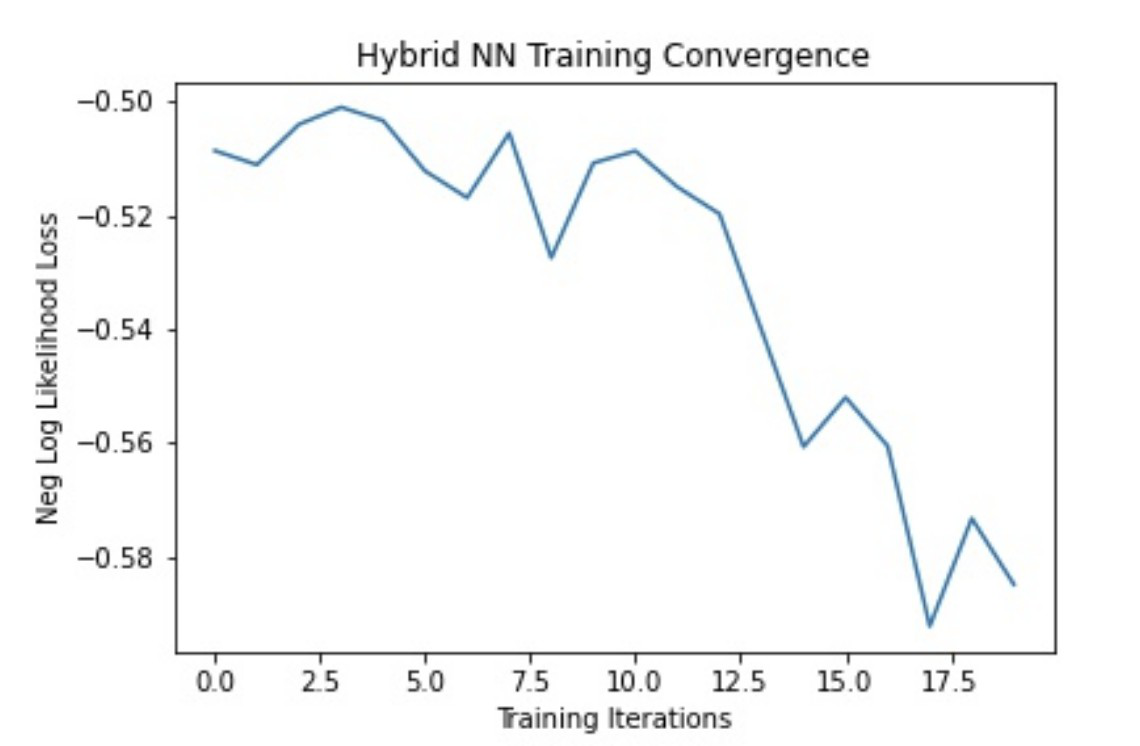 Hybrid NN Training Convergence
−0.50
−0.52
−0.54
−0.56
−0.58
Neg Log Likelihood Loss
0.0 2.5 5.0 7.5 10.0 12.5 15.0 17.5
Training Iterations